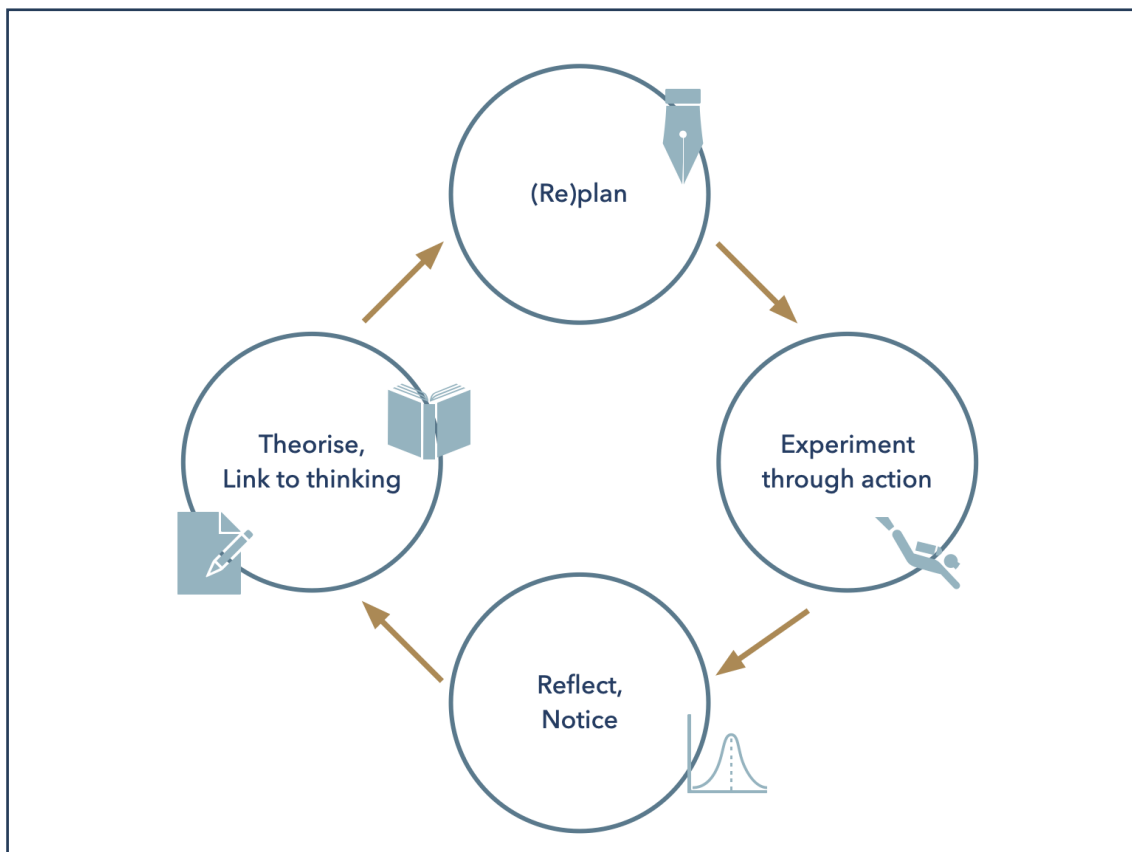 (Re)plan
Experiment
through action
Reflect,
Notice
Theorise,
Link to thinking